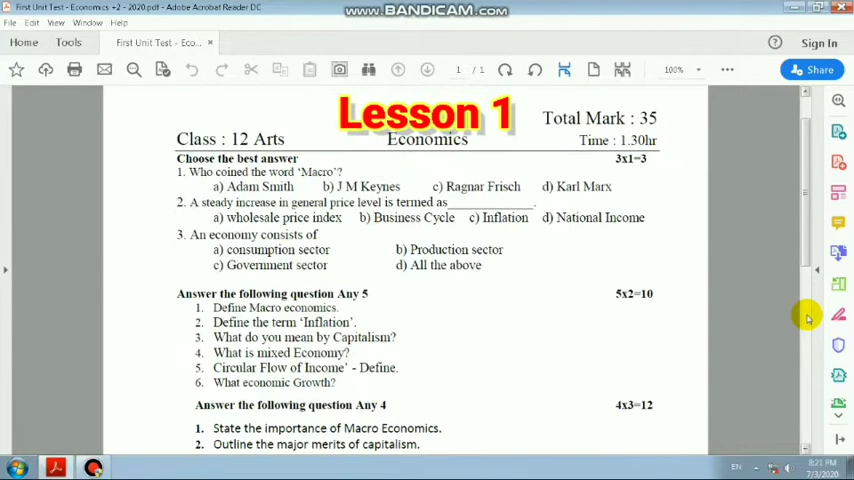 First Unit Test - Economics +2 - 2020.pdf - Adobe Acrobat Reader DC
www.BANDICAM.com
File Edit View Window Help
Home Tools First Unit Test - Eco... × Sign In
1 / 1 100% Share
Lesson 1
Total Mark : 35
Class : 12 Arts Economics Time : 1.30hr
Choose the best answer 3x1=3
1. Who coined the word ‘Macro’?
a) Adam Smith b) J M Keynes c) Ragnar Frisch d) Karl Marx
2. A steady increase in general price level is termed as____________.
a) wholesale price index b) Business Cycle c) Inflation d) National Income
3. An economy consists of
a) consumption sector b) Production sector
c) Government sector d) All the above
Answer the following question Any 5 5x2=10
1. Define Macro economics.
2. Define the term ‘Inflation’.
3. What do you mean by Capitalism?
4. What is mixed Economy?
5. Circular Flow of Income’ - Define.
6. What economic Growth?
Answer the following question Any 4 4x3=12
1. State the importance of Macro Economics.
2. Outline the major merits of capitalism.
EN 8:21 PM
7/3/2020